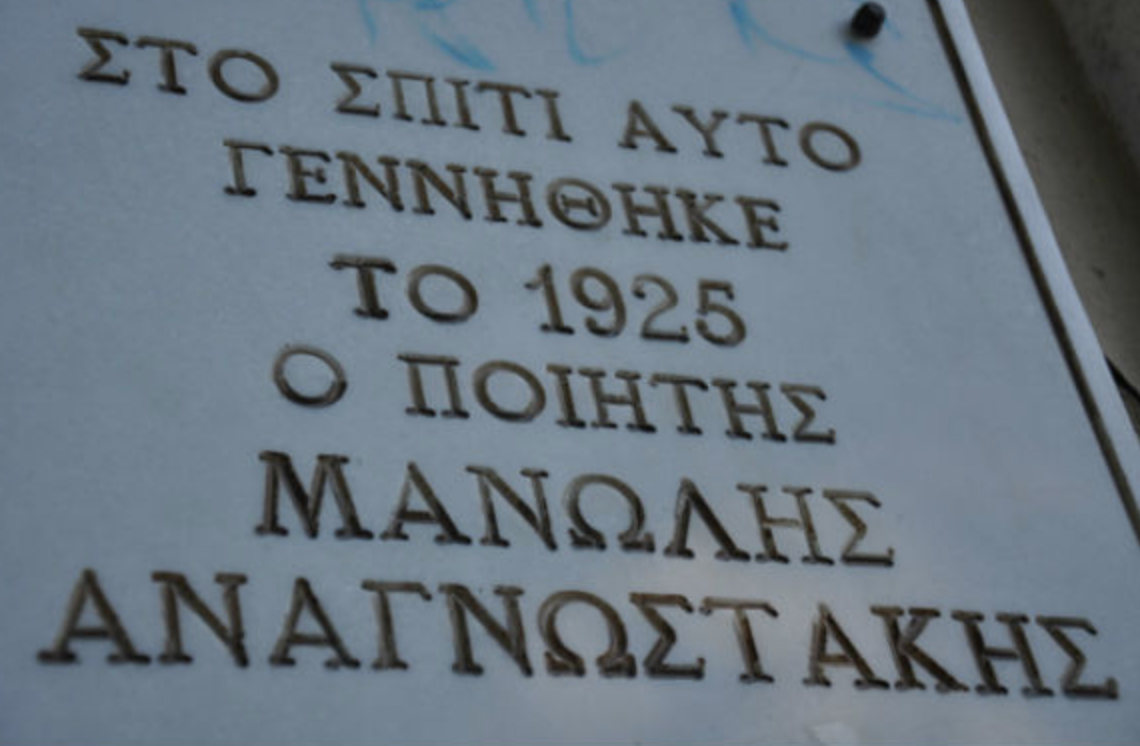 ΣΤΟ ΣΠΙΤΙ ΑΥΤΟ
ΓΕΝΝΗΘΗΚΕ
ΤΟ 1925
Ο ΠΟΙΗΤΗΣ
ΜΑΝΩΛΗΣ
ΑΝΑΓΝΩΣΤΑΚΗΣ